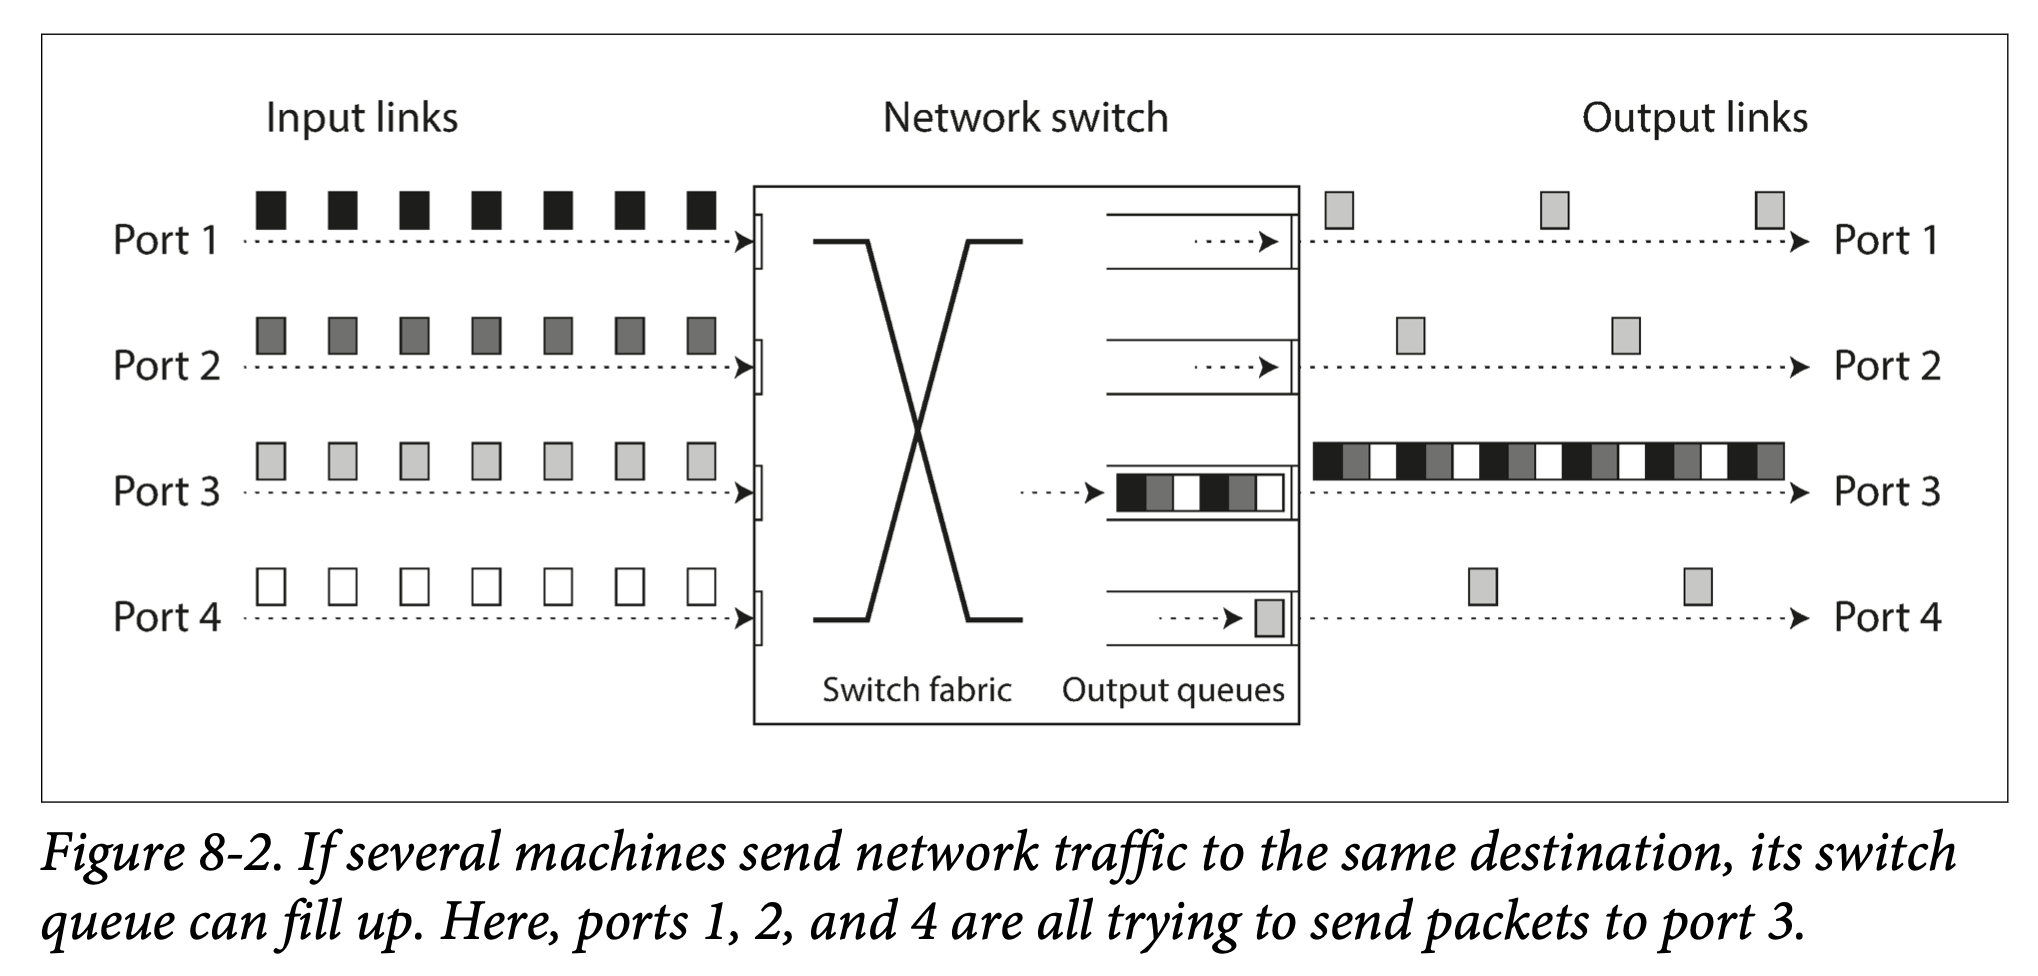 Input links
Network switch
Output links
Port 1
Port 1
Port 2
Port 2
Port 3
Port 3
Port 4
Port 4
Switch fabric
Output queues
Figure 8-2. If several machines send network traffic to the same destination, its switch
queue can fill up. Here, ports 1, 2, and 4 are all trying to send packets to port 3.